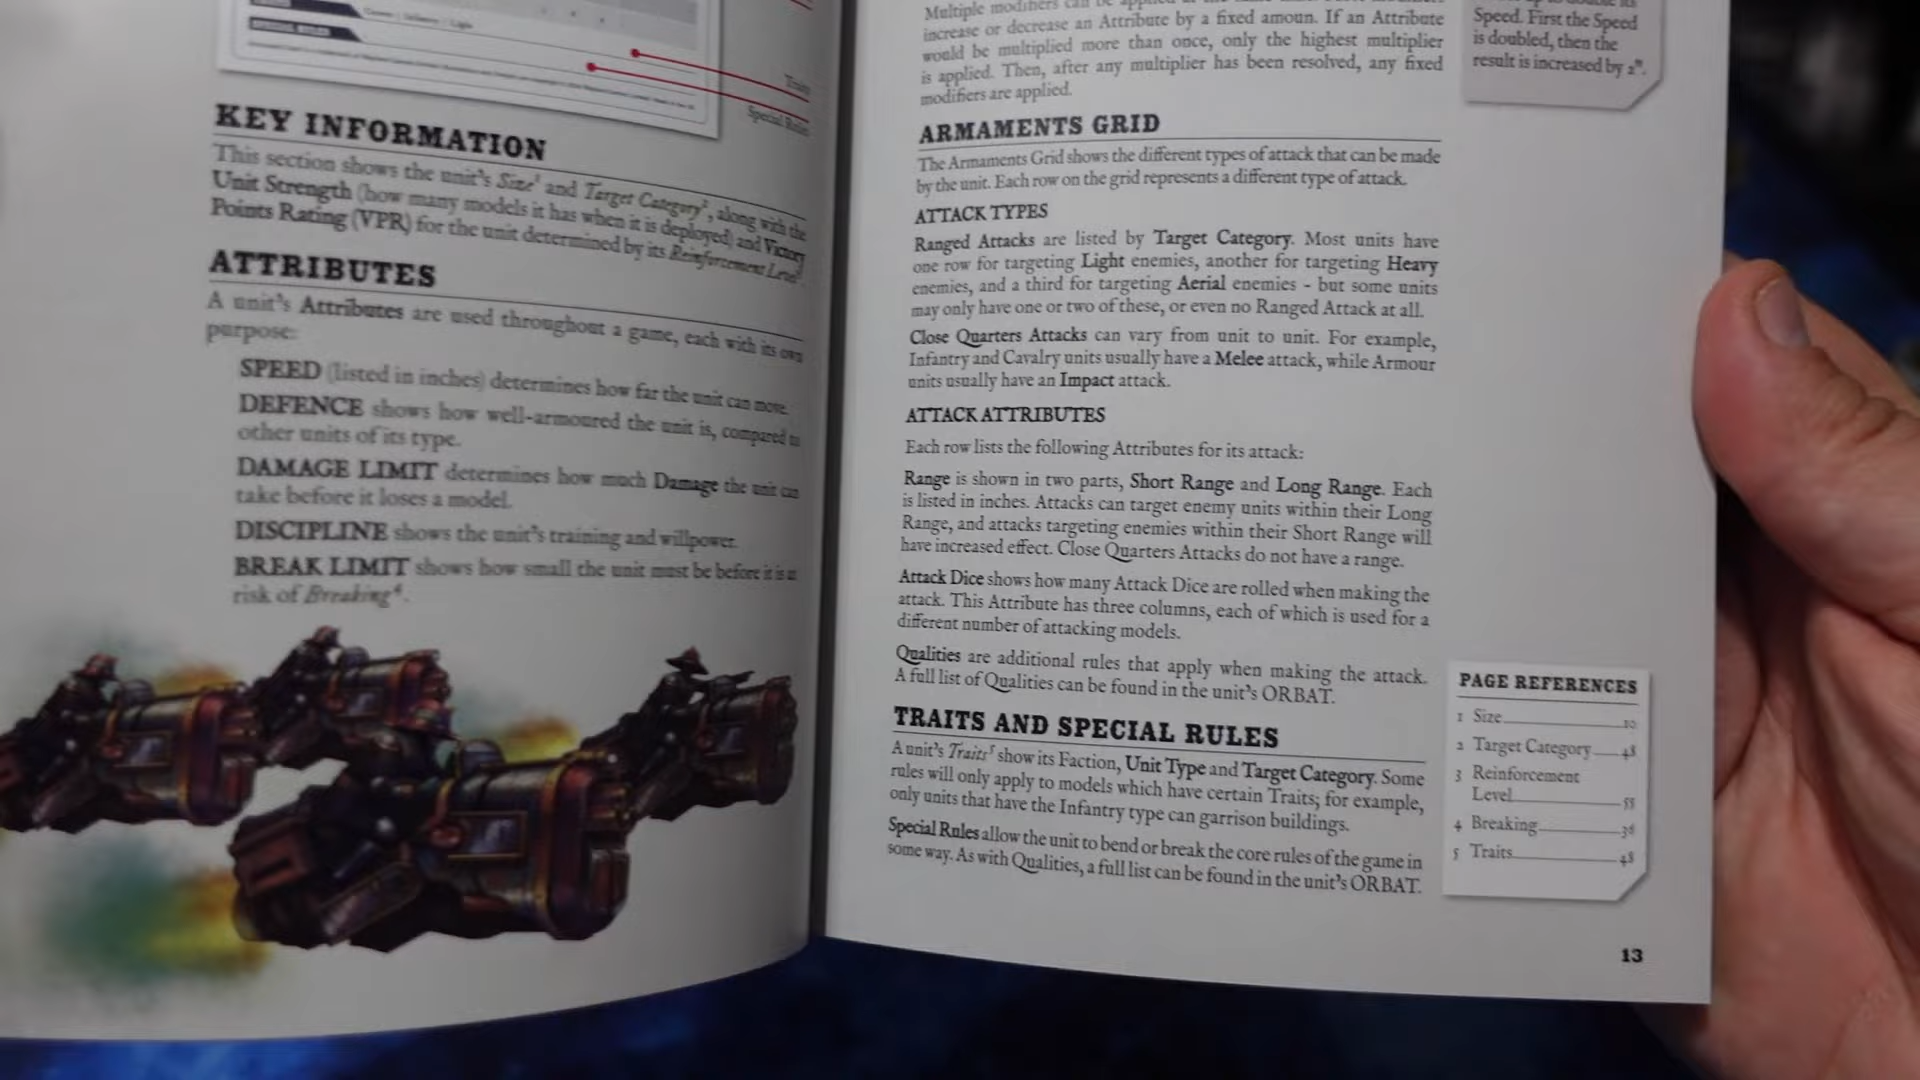 Traits
Special Rules
KEY INFORMATION
This section shows the unit's Size¹ and Target Category², along with the
Unit Strength (how many models it has when it is deployed) and Victory
Points Rating (VPR) for the unit determined by its Reinforcement Level³.
ATTRIBUTES
A unit's Attributes are used throughout a game, each with its own
purpose:
SPEED (listed in inches) determines how far the unit can move.
DEFENCE shows how well-armoured the unit is, compared to
other units of its type.
DAMAGE LIMIT determines how much Damage the unit can
take before it loses a model.
DISCIPLINE shows the unit's training and willpower.
BREAK LIMIT shows how small the unit must be before it is at
risk of Breaking⁴.
Multiple modifiers can be applied
increase or decrease an Attribute by a fixed amoun. If an Attribute
would be multiplied more than once, only the highest multiplier
is applied. Then, after any multiplier has been resolved, any fixed
modifiers are applied.
Speed. First the Speed
is doubled, then the
result is increased by 2".
ARMAMENTS GRID
The Armaments Grid shows the different types of attack that can be made
by the unit. Each row on the grid represents a different type of attack.
ATTACK TYPES
Ranged Attacks are listed by Target Category. Most units have
one row for targeting Light enemies, another for targeting Heavy
enemies, and a third for targeting Aerial enemies - but some units
may only have one or two of these, or even no Ranged Attack at all.
Close Quarters Attacks can vary from unit to unit. For example,
Infantry and Cavalry units usually have a Melee attack, while Armour
units usually have an Impact attack.
ATTACK ATTRIBUTES
Each row lists the following Attributes for its attack:
Range is shown in two parts, Short Range and Long Range. Each
is listed in inches. Attacks can target enemy units within their Long
Range, and attacks targeting enemies within their Short Range will
have increased effect. Close Quarters Attacks do not have a range.
Attack Dice shows how many Attack Dice are rolled when making the
attack. This Attribute has three columns, each of which is used for a
different number of attacking models.
Qualities are additional rules that apply when making the attack.
A full list of Qualities can be found in the unit's ORBAT.
TRAITS AND SPECIAL RULES
A unit's Traits⁵ show its Faction, Unit Type and Target Category. Some
rules will only apply to models which have certain Traits; for example,
only units that have the Infantry type can garrison buildings.
Special Rules allow the unit to bend or break the core rules of the game in
some way. As with Qualities, a full list can be found in the unit's ORBAT.
PAGE REFERENCES
1 Size
2 Target Category 48
3 Reinforcement
Level 55
4 Breaking 36
5 Traits 48
13